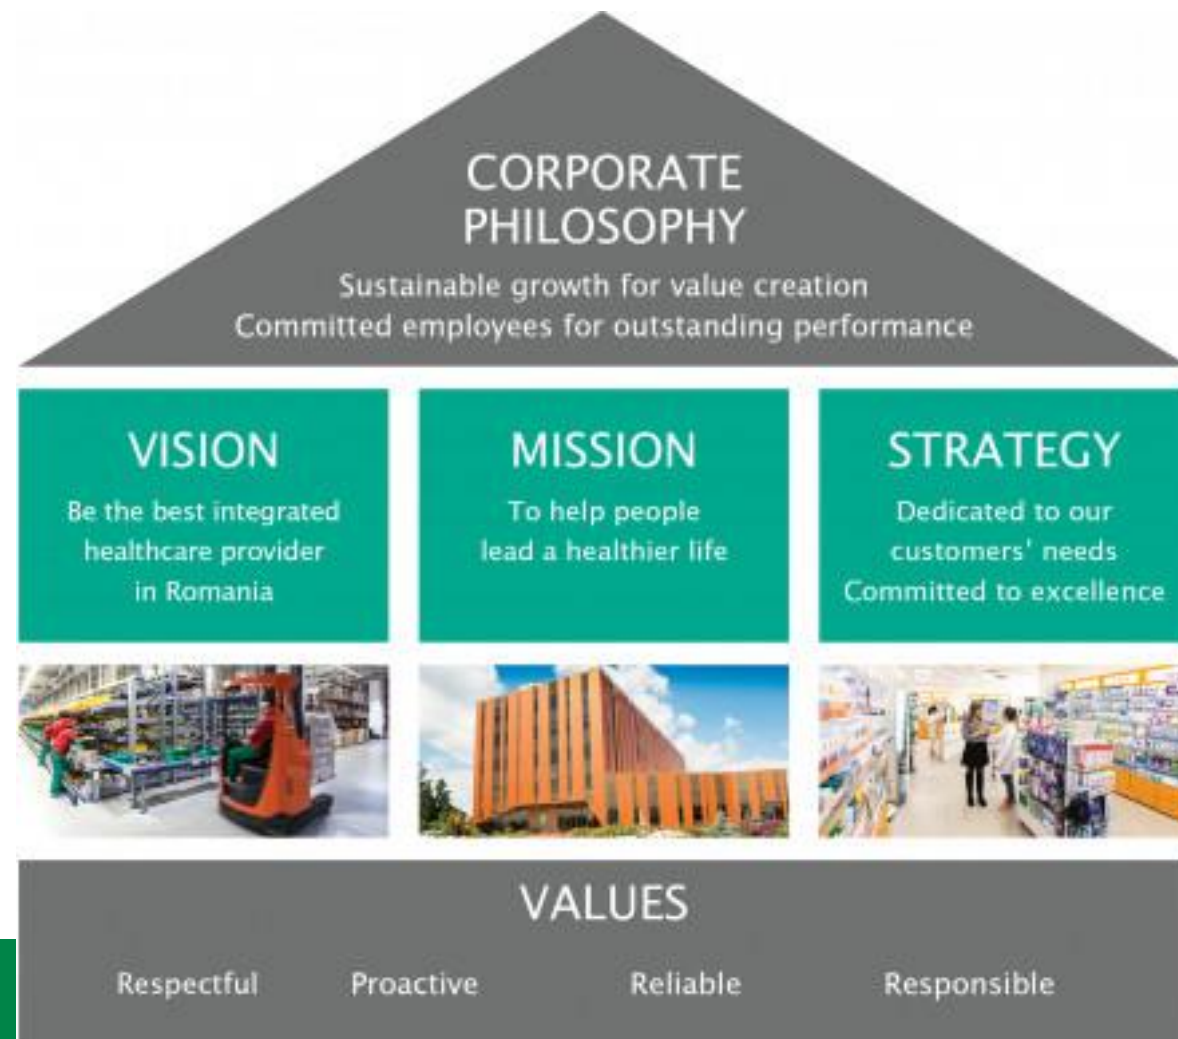 CORPORATE
PHILOSOPHY
Sustainable growth for value creation
Committed employees for outstanding performance
VISION
Be the best integrated
healthcare provider
in Romania
MISSION
To help people
lead a healthier life
STRATEGY
Dedicated to our
customers' needs
Committed to excellence
VALUES
Respectful Proactive Reliable Responsible